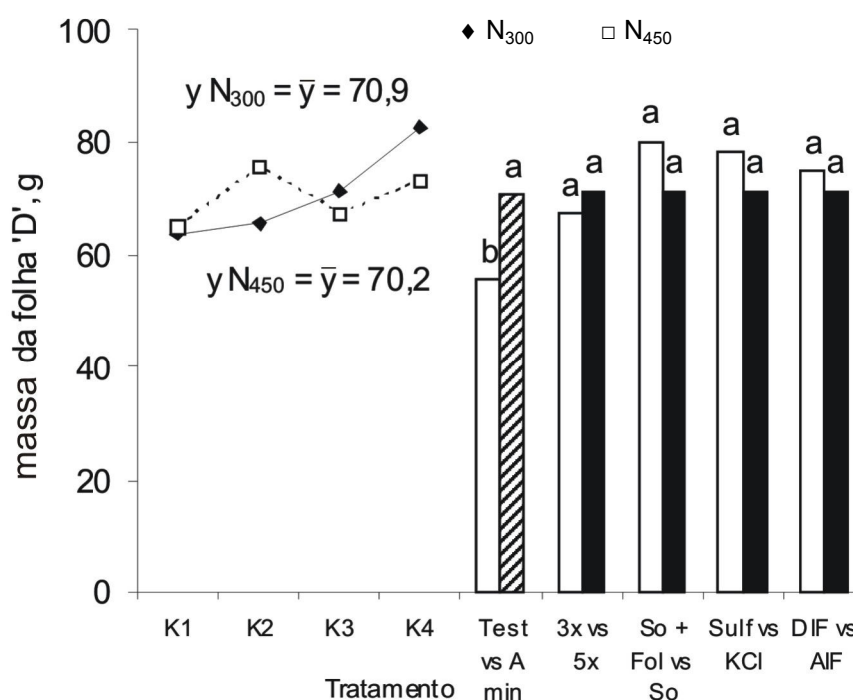 massa da folha 'D', g
100
80
60
40
20
0
◆ N₃₀₀ □ N₄₅₀
y N₃₀₀ = y̅ = 70,9
y N₄₅₀ = y̅ = 70,2
b a a a a a a a a a
K1 K2 K3 K4
Test
vs A
min
3x vs
5x
So +
Fol vs
So
Sulf vs
KCl
DIF vs
AIF
Tratamento